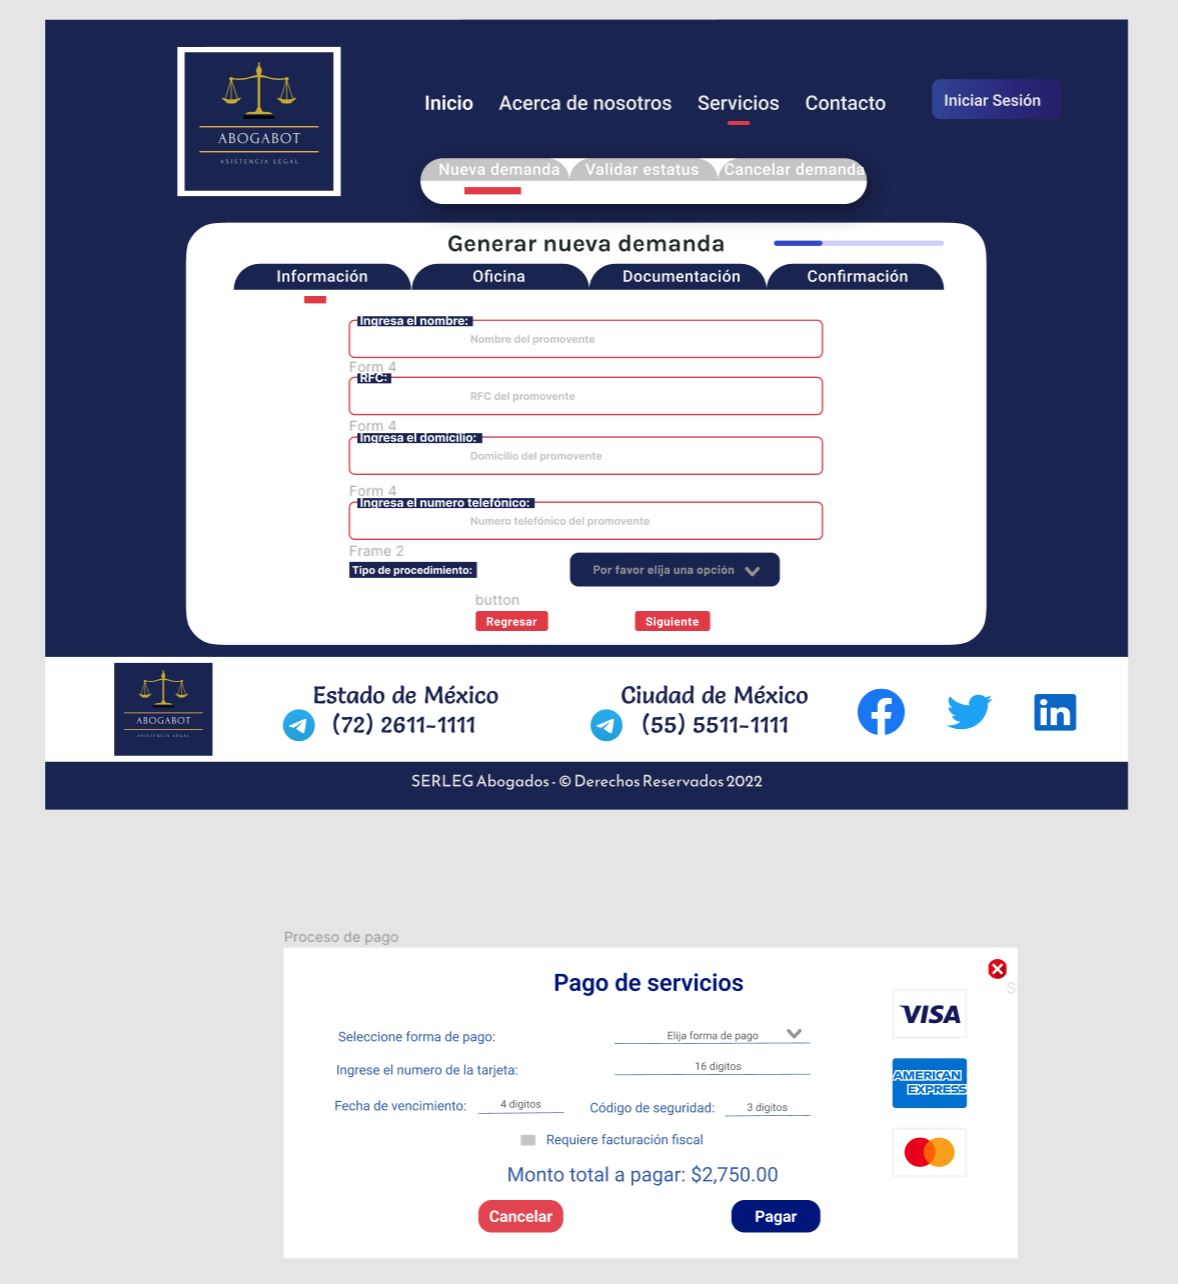 ABOGABOT
ASISTENCIA LEGAL
Inicio Acerca de nosotros Servicios Contacto
Iniciar Sesión
Nueva demanda Validar estatus Cancelar demanda
Generar nueva demanda
Información Oficina Documentación Confirmación
Ingresa el nombre:
Nombre del promovente
Form 4
RFC:
RFC del promovente
Form 4
Ingresa el domicilio:
Domicilio del promovente
Form 4
Ingresa el numero telefónico:
Numero telefónico del promovente
Frame 2
Tipo de procedimiento: Por favor elija una opción
button
Regresar Siguiente
ABOGABOT
ASISTENCIA LEGAL
Estado de México
(72) 2611-1111
Ciudad de México
(55) 5511-1111
f
in
SERLEG Abogados - © Derechos Reservados 2022
Proceso de pago
Pago de servicios
S
VISA
Seleccione forma de pago: Elija forma de pago
Ingrese el numero de la tarjeta: 16 digitos
AMERICAN
EXPRESS
Fecha de vencimiento: 4 digitos Código de seguridad: 3 digitos
Requiere facturación fiscal
Monto total a pagar: $2,750.00
Cancelar Pagar